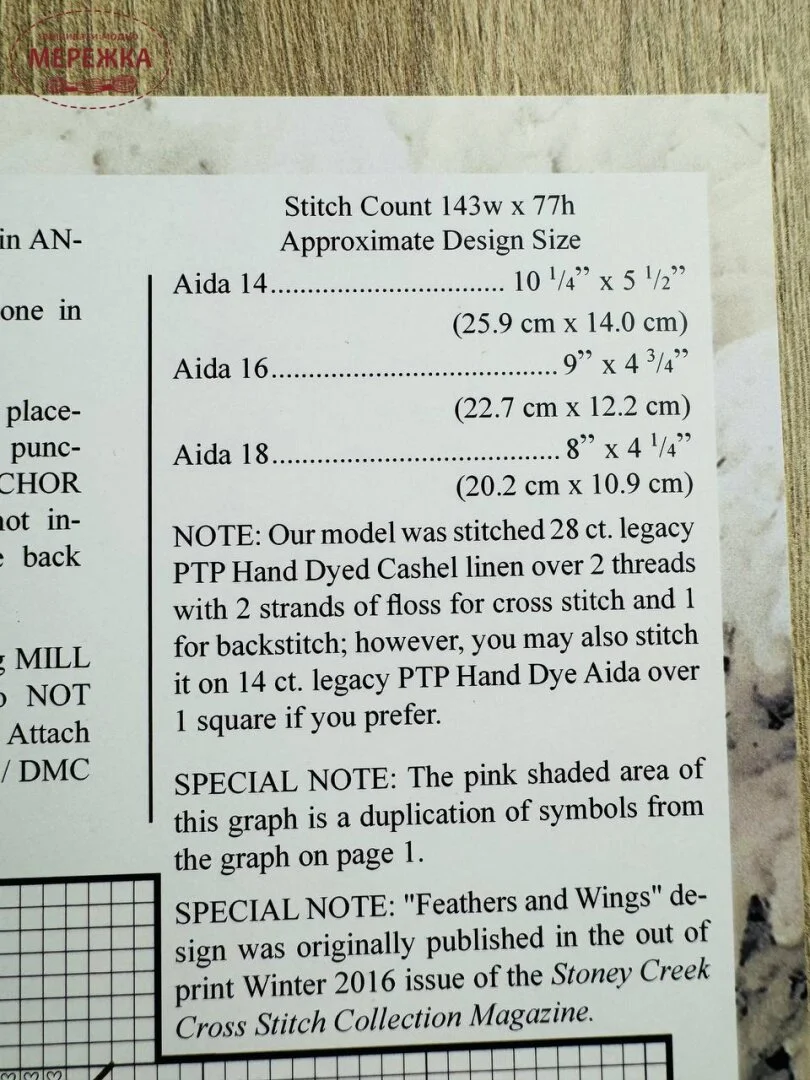 МЕРЕЖКА
in AN-
one in
place-
punc-
CHOR
not in-
back
MILL
NOT
Attach
/ DMC
Stitch Count 143w x 77h
Approximate Design Size
Aida 14.................................. 10 1/4” x 5 1/2”
(25.9 cm x 14.0 cm)
Aida 16.........................................9” x 4 3/4”
(22.7 cm x 12.2 cm)
Aida 18......................................... 8” x 4 1/4”
(20.2 cm x 10.9 cm)
NOTE: Our model was stitched 28 ct. legacy
PTP Hand Dyed Cashel linen over 2 threads
with 2 strands of floss for cross stitch and 1
for backstitch; however, you may also stitch
it on 14 ct. legacy PTP Hand Dye Aida over
1 square if you prefer.
SPECIAL NOTE: The pink shaded area of
this graph is a duplication of symbols from
the graph on page 1.
SPECIAL NOTE: "Feathers and Wings" de-
sign was originally published in the out of
print Winter 2016 issue of the Stoney Creek
Cross Stitch Collection Magazine.